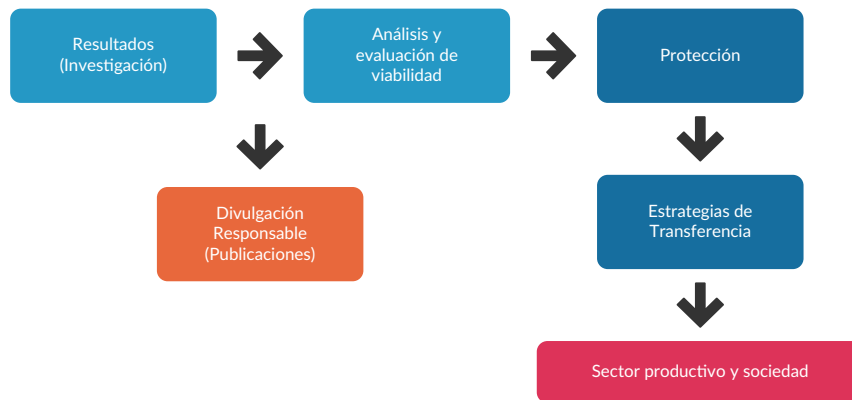 Resultados
(Investigación)
Análisis y
evaluación de
viabilidad
Protección
Divulgación
Responsable
(Publicaciones)
Estrategias de
Transferencia
Sector productivo y sociedad